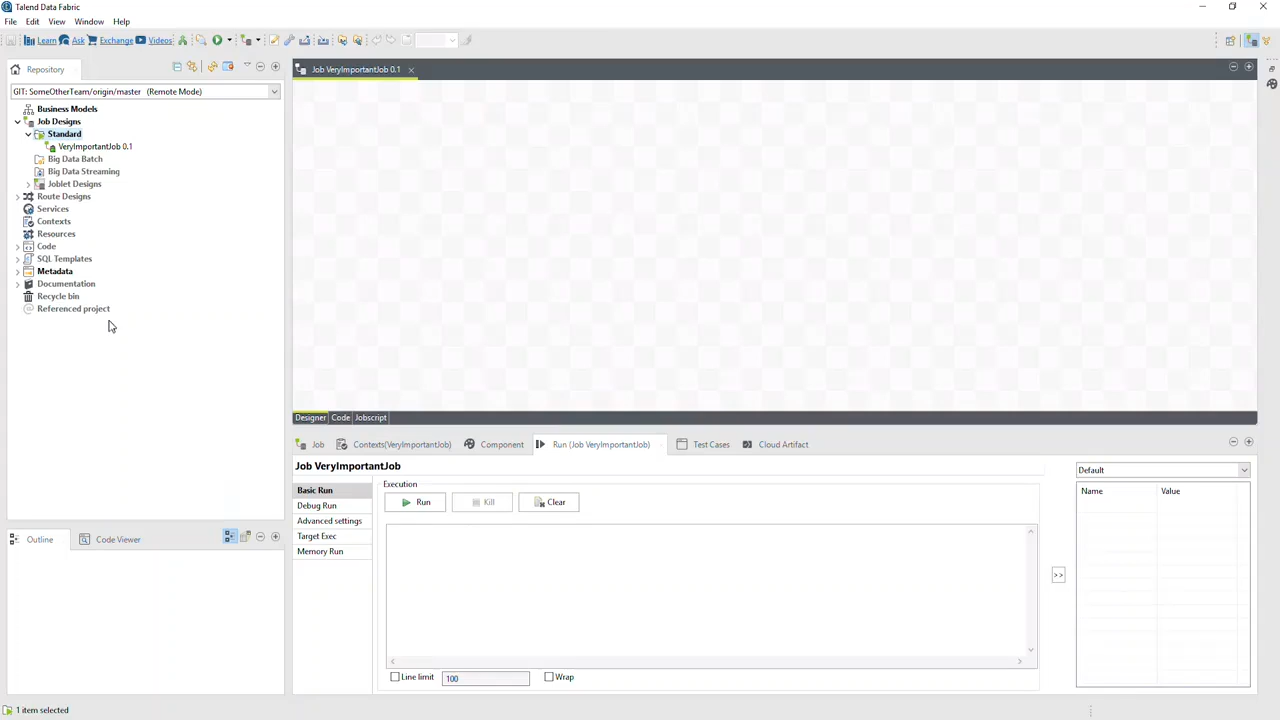 Talend Data Fabric
File Edit View Window Help
Learn Ask Exchange Videos
Repository
Job VeryImportantJob 0.1
GIT: SomeOtherTeam/origin/master (Remote Mode)
Business Models
Job Designs
Standard
VeryImportantJob 0.1
Big Data Batch
Big Data Streaming
Joblet Designs
Route Designs
Services
Contexts
Resources
Code
SQL Templates
Metadata
Documentation
Recycle bin
Referenced project
Designer Code Jobscript
Job Contexts(VeryImportantJob) Component Run (Job VeryImportantJob) Test Cases Cloud Artifact
Job VeryImportantJob
Default
Basic Run
Debug Run
Advanced settings
Target Exec
Memory Run
Execution
Run Kill Clear
Name Value
>>
Line limit 100 Wrap
Outline Code Viewer
1 item selected